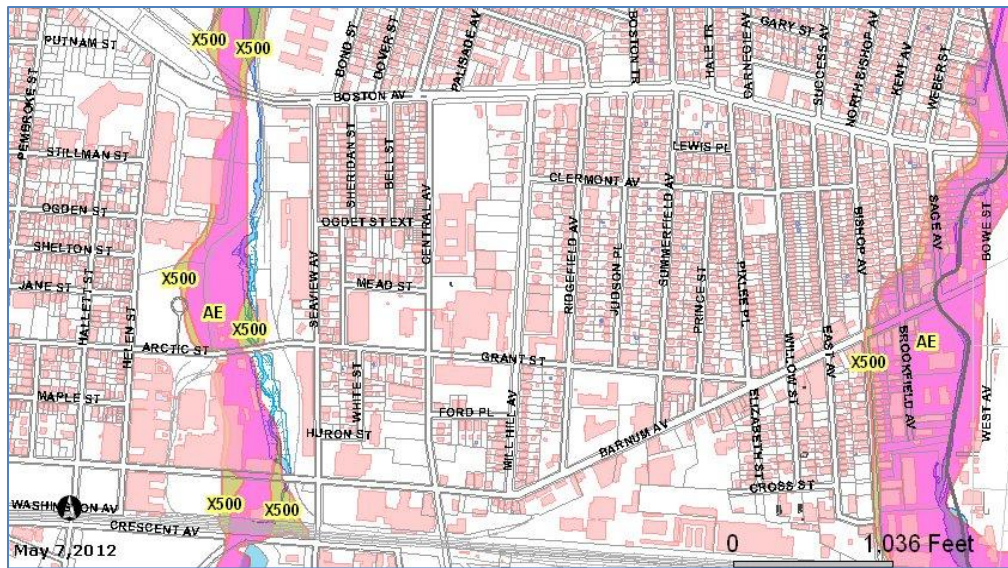 PUTNAM ST
X500
X500
BOND ST
DOVER ST
PALISADE AV
BOSTON TR
HALE TR
CARNEGIE AV
GARY ST
SUCCESS AV
NORTH BISHOP AV
KENT AV
WEBER ST
PEMBROKE ST
BOSTON AV
STILLMAN ST
SHERIDAN ST
BELL ST
LEWIS PL
CLERMONT AV
OGDEN ST
OGDET ST EXT
CENTRAL AV
RIDGEFIELD AV
JUDSON PL
SUMMERFIELD AV
BISHOP AV
SAGE AV
BOWE ST
SHELTON ST
X500
SEAVIEW AV
MEAD ST
PRINCE ST
JANE ST
HALLETT ST
HELEN ST
AE
X500
WILLOW ST
EAST AV
BROOKFIELD AV
AE
X500
ARCTIC ST
GRANT ST
WEST AV
MAPLE ST
WHITE ST
FORD PL
MILL HILL AV
BARNUM AV
ELIZABETH ST
HURON ST
CROSS ST
X500
X500
CRESCENT AV
May 7,2012
0
1,036 Feet